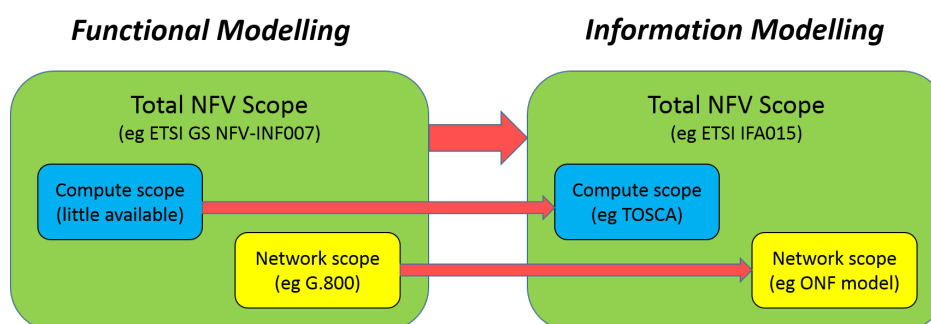 Functional Modelling
Information Modelling
Total NFV Scope
(eg ETSI GS NFV-INF007)
Compute scope
(little available)
Network scope
(eg G.800)
Total NFV Scope
(eg ETSI IFA015)
Compute scope
(eg TOSCA)
Network scope
(eg ONF model)